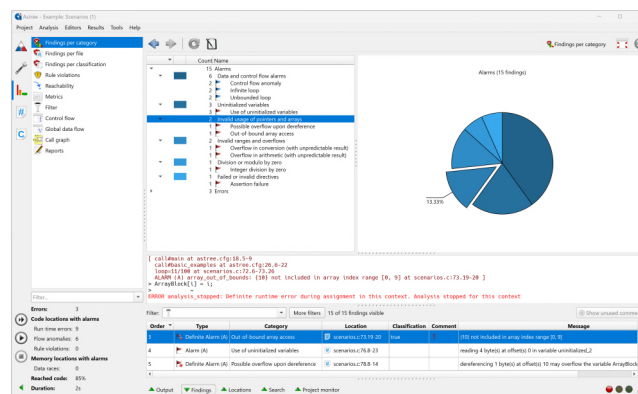 Astrée - Example: Scenarios (1)
Project Analysis Editors Results Tools Help
Findings per category
Findings per file
Findings per classification
Rule violations
Reachability
Metrics
Filter
Control flow
Global data flow
Call graph
Reports
Findings per category
Count Name
15 Alarms
6 Data and control flow alarms
2 Control flow anomaly
2 Infinite loop
2 Unbounded loop
3 Uninitialized variables
3 Use of uninitialized variables
2 Invalid usage of pointers and arrays
1 Possible overflow upon dereference
1 Out-of-bound array access
2 Invalid ranges and overflows
1 Overflow in conversion (with unpredictable result)
1 Overflow in arithmetic (with unpredictable result)
1 Division or modulo by zero
1 Integer division by zero
1 Failed or invalid directives
1 Assertion failure
3 Errors
Alarms (15 findings)
13.33%
[ call#main at astree.cfg:18.5-9
call#basic_examples at astree.cfg:26.6-22
loop=11/100 at scenarios.c:72.6-73.26
ALARM (A) array_out_of_bounds: {10} not included in array index range [0, 9] at scenarios.c:73.19-20 ]
> ArrayBlock[i] = i;
> ~
ERROR analysis_stopped: Definite runtime error during assignment in this context. Analysis stopped for this context
Filter...
Errors: 3
Code locations with alarms
Run time errors: 9
Flow anomalies: 6
Rule violations: 0
Memory locations with alarms
Data races: 0
Reached code: 85%
Duration: 2s
Filter: More filters 15 of 15 findings visible Show unused commen
Order Type Category Location Classification Comment Message
3 Definite Alarm (A) Out-of-bound array access scenarios.c:73.19-20 true {10} not included in array index range [0, 9]
4 Alarm (A) Use of uninitialized variables scenarios.c:76.8-23 reading 4 byte(s) at offset(s) 0 in variable uninitialized_2
5 Definite Alarm (A) Possible overflow upon dereference scenarios.c:78.8-14 dereferencing 1 byte(s) at offset(s) 10 may overflow the variable ArrayBlock
Output Findings Locations Search Project monitor